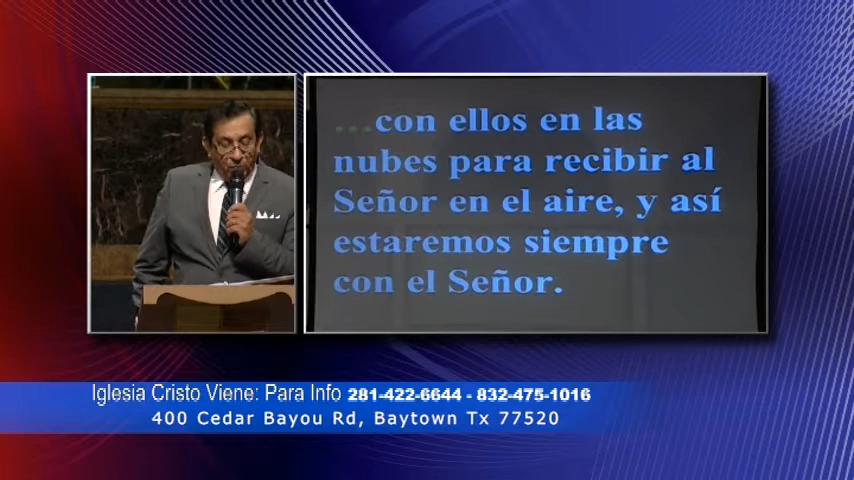 ...con ellos en las
nubes para recibir al
Señor en el aire, y así
estaremos siempre
con el Señor.
Iglesia Cristo Viene: Para Info 281-422-6644 - 832-475-1016
400 Cedar Bayou Rd, Baytown Tx 77520